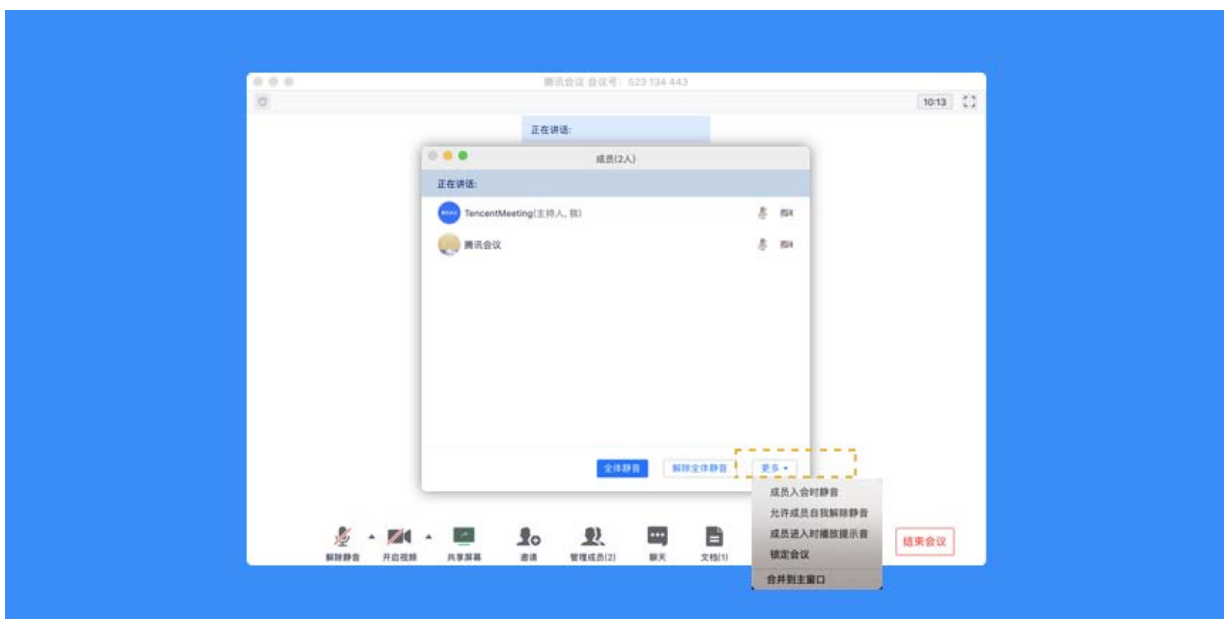 腾讯会议 会议号: 523 134 443
10:13
正在讲话:
成员(2人)
正在讲话:
TencentMeeting(主持人, 我)
腾讯会议
全体静音
解除全体静音
更多
成员入会时静音
允许成员自我解除静音
成员进入时播放提示音
锁定会议
合并到主窗口
解除静音
开启视频
共享屏幕
邀请
管理成员(2)
聊天
文档(1)
结束会议